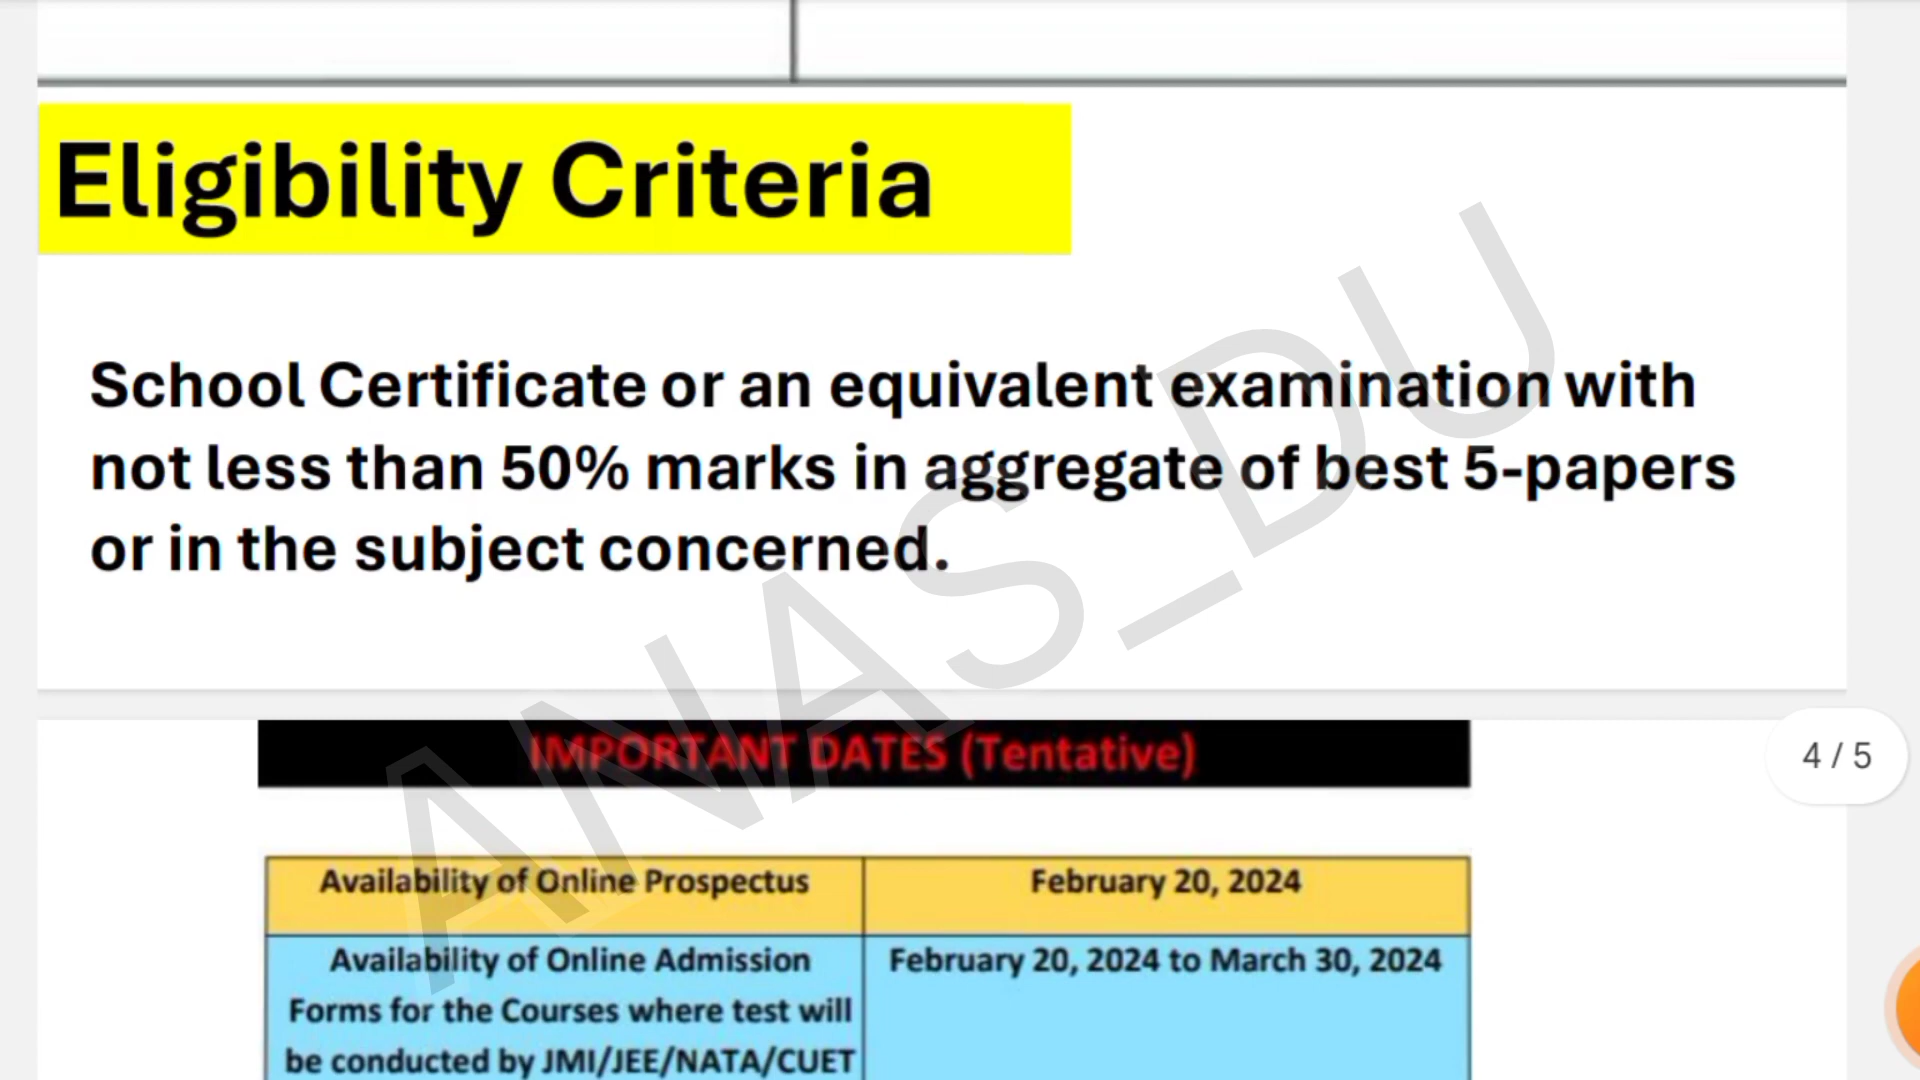 Eligibility Criteria
School Certificate or an equivalent examination with
not less than 50% marks in aggregate of best 5-papers
or in the subject concerned.
ANAS_DU
IMPORTANT DATES (Tentative)
4 / 5
Availability of Online Prospectus February 20, 2024
Availability of Online Admission February 20, 2024 to March 30, 2024
Forms for the Courses where test will
be conducted by JMI/JEE/NATA/CUET